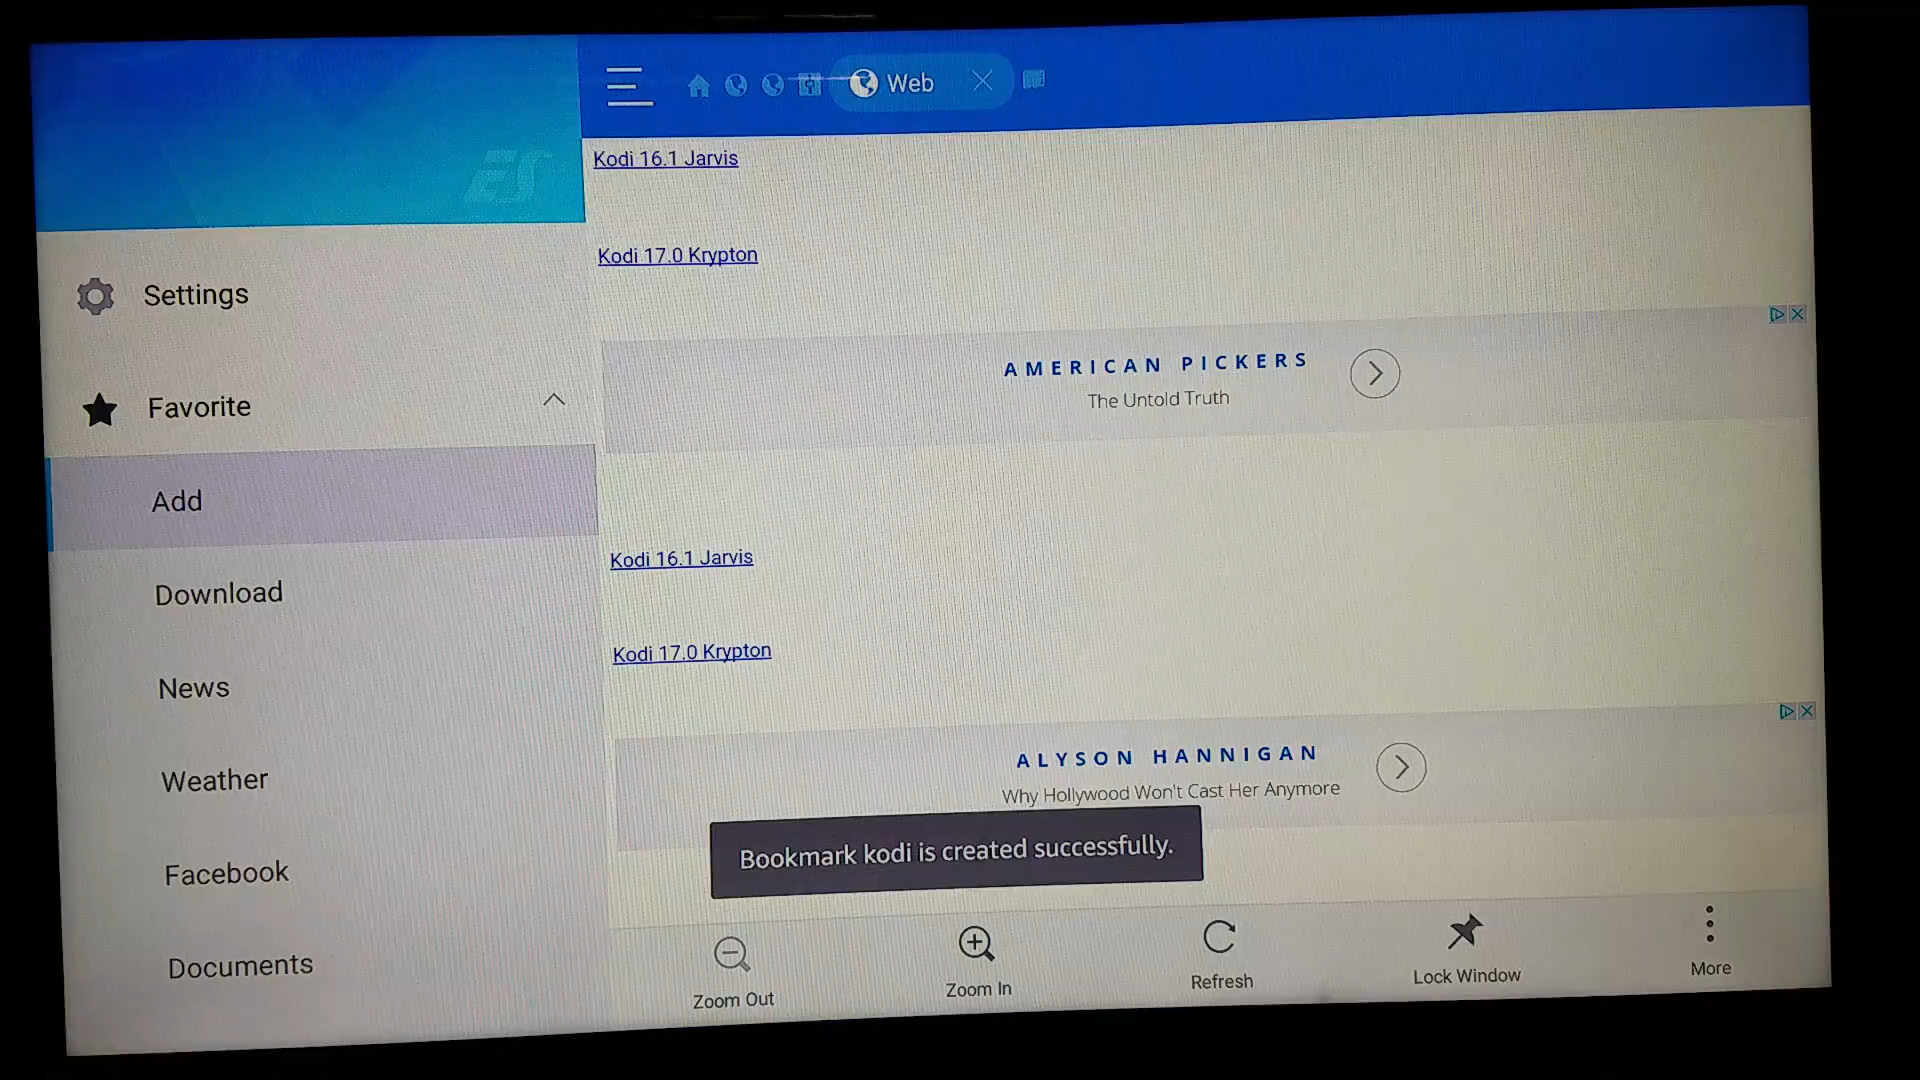 ES
Settings
Favorite
Add
Download
News
Weather
Facebook
Documents
Web
Kodi 16.1 Jarvis
Kodi 17.0 Krypton
AMERICAN PICKERS
The Untold Truth
Kodi 16.1 Jarvis
Kodi 17.0 Krypton
ALYSON HANNIGAN
Why Hollywood Won't Cast Her Anymore
Bookmark kodi is created successfully.
Zoom Out
Zoom In
Refresh
Lock Window
More